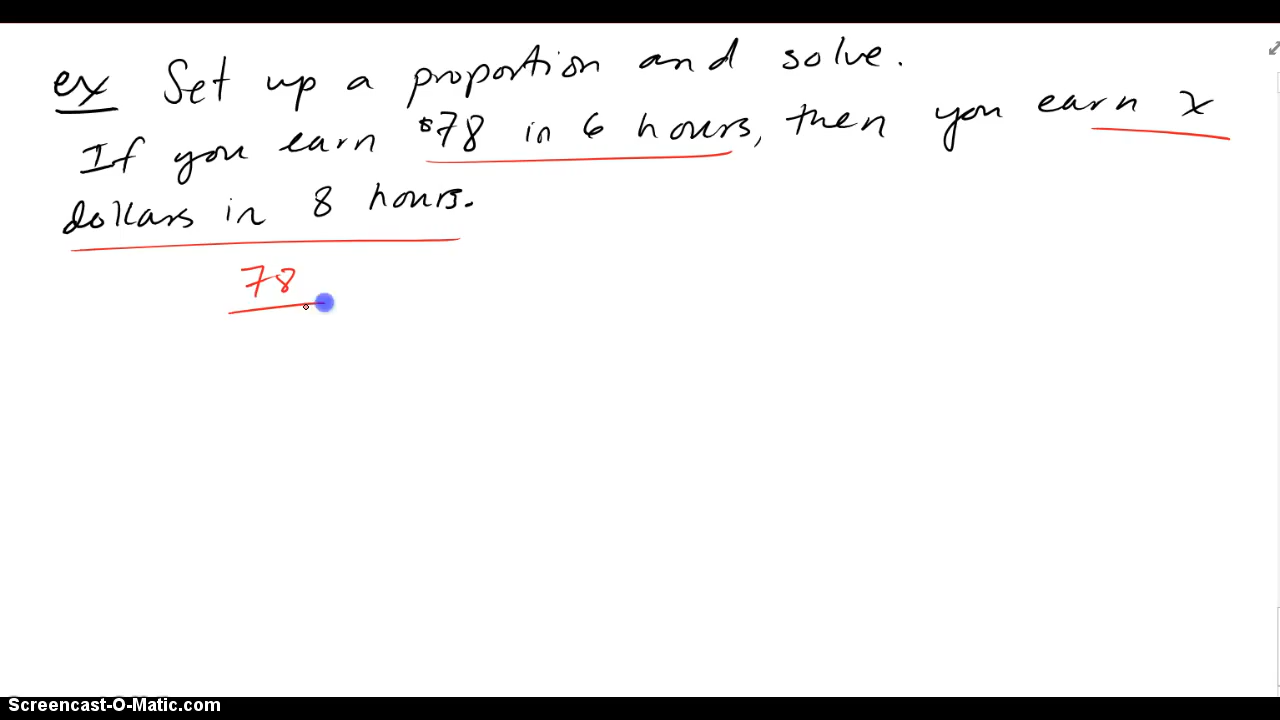 ex Set up a proportion and solve.
If you earn $78 in 6 hours, then you earn x
dollars in 8 hours.
78
Screencast-O-Matic.com